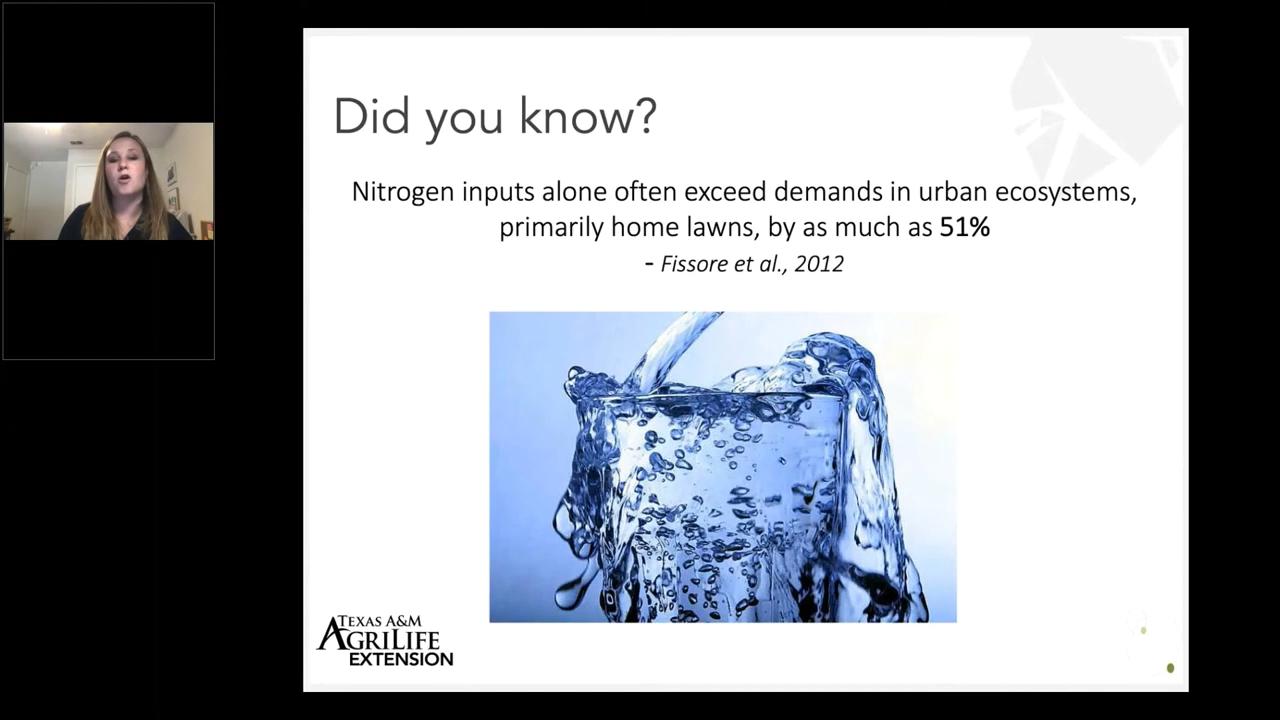 Did you know?
Nitrogen inputs alone often exceed demands in urban ecosystems,
primarily home lawns, by as much as 51%
- Fissore et al., 2012
TEXAS A&M
AGRILIFE
EXTENSION